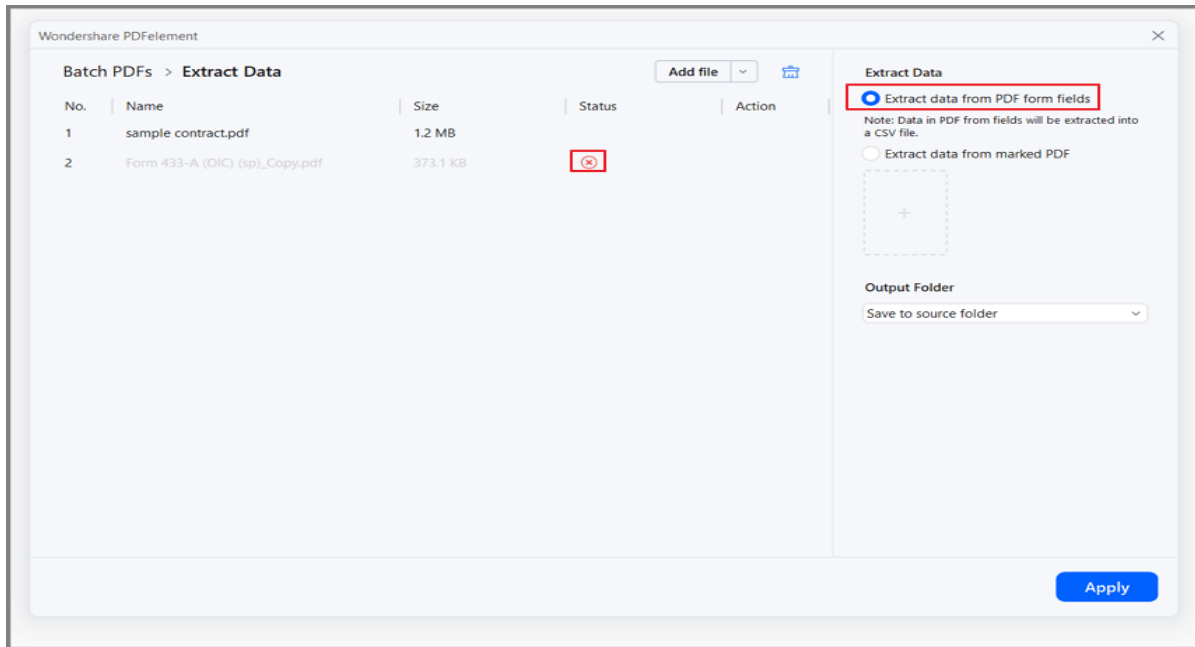 Wondershare PDFelement
Batch PDFs > Extract Data
Add file
No. Name Size Status Action
1 sample contract.pdf 1.2 MB
2 Form 433-A (OIC) (sp)_Copy.pdf 373.1 KB
Extract Data
Extract data from PDF form fields
Note: Data in PDF from fields will be extracted into
a CSV file.
Extract data from marked PDF
Output Folder
Save to source folder
Apply